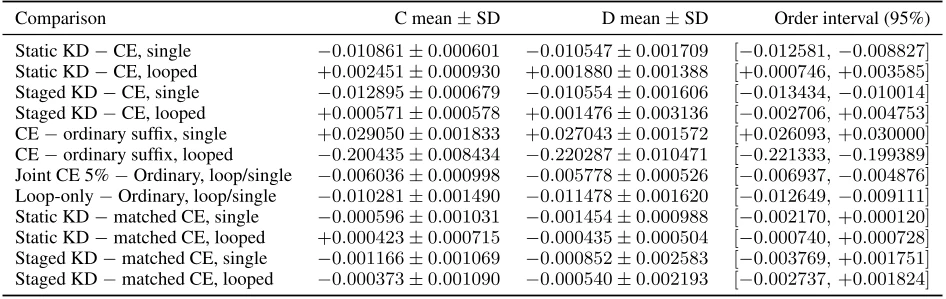 Comparison C mean ± SD D mean ± SD Order interval (95%)
Static KD − CE, single −0.010861 ± 0.000601 −0.010547 ± 0.001709 [−0.012581, −0.008827]
Static KD − CE, looped +0.002451 ± 0.000930 +0.001880 ± 0.001388 [+0.000746, +0.003585]
Staged KD − CE, single −0.012895 ± 0.000679 −0.010554 ± 0.001606 [−0.013434, −0.010014]
Staged KD − CE, looped +0.000571 ± 0.000578 +0.001476 ± 0.003136 [−0.002706, +0.004753]
CE − ordinary suffix, single +0.029050 ± 0.001833 +0.027043 ± 0.001572 [+0.026093, +0.030000]
CE − ordinary suffix, looped −0.200435 ± 0.008434 −0.220287 ± 0.010471 [−0.221333, −0.199389]
Joint CE 5% − Ordinary, loop/single −0.006036 ± 0.000998 −0.005778 ± 0.000526 [−0.006937, −0.004876]
Loop-only − Ordinary, loop/single −0.010281 ± 0.001490 −0.011478 ± 0.001620 [−0.012649, −0.009111]
Static KD − matched CE, single −0.000596 ± 0.001031 −0.001454 ± 0.000988 [−0.002170, +0.000120]
Static KD − matched CE, looped +0.000423 ± 0.000715 −0.000435 ± 0.000504 [−0.000740, +0.000728]
Staged KD − matched CE, single −0.001166 ± 0.001069 −0.000852 ± 0.002583 [−0.003769, +0.001751]
Staged KD − matched CE, looped −0.000373 ± 0.001090 −0.000540 ± 0.002193 [−0.002737, +0.001824]